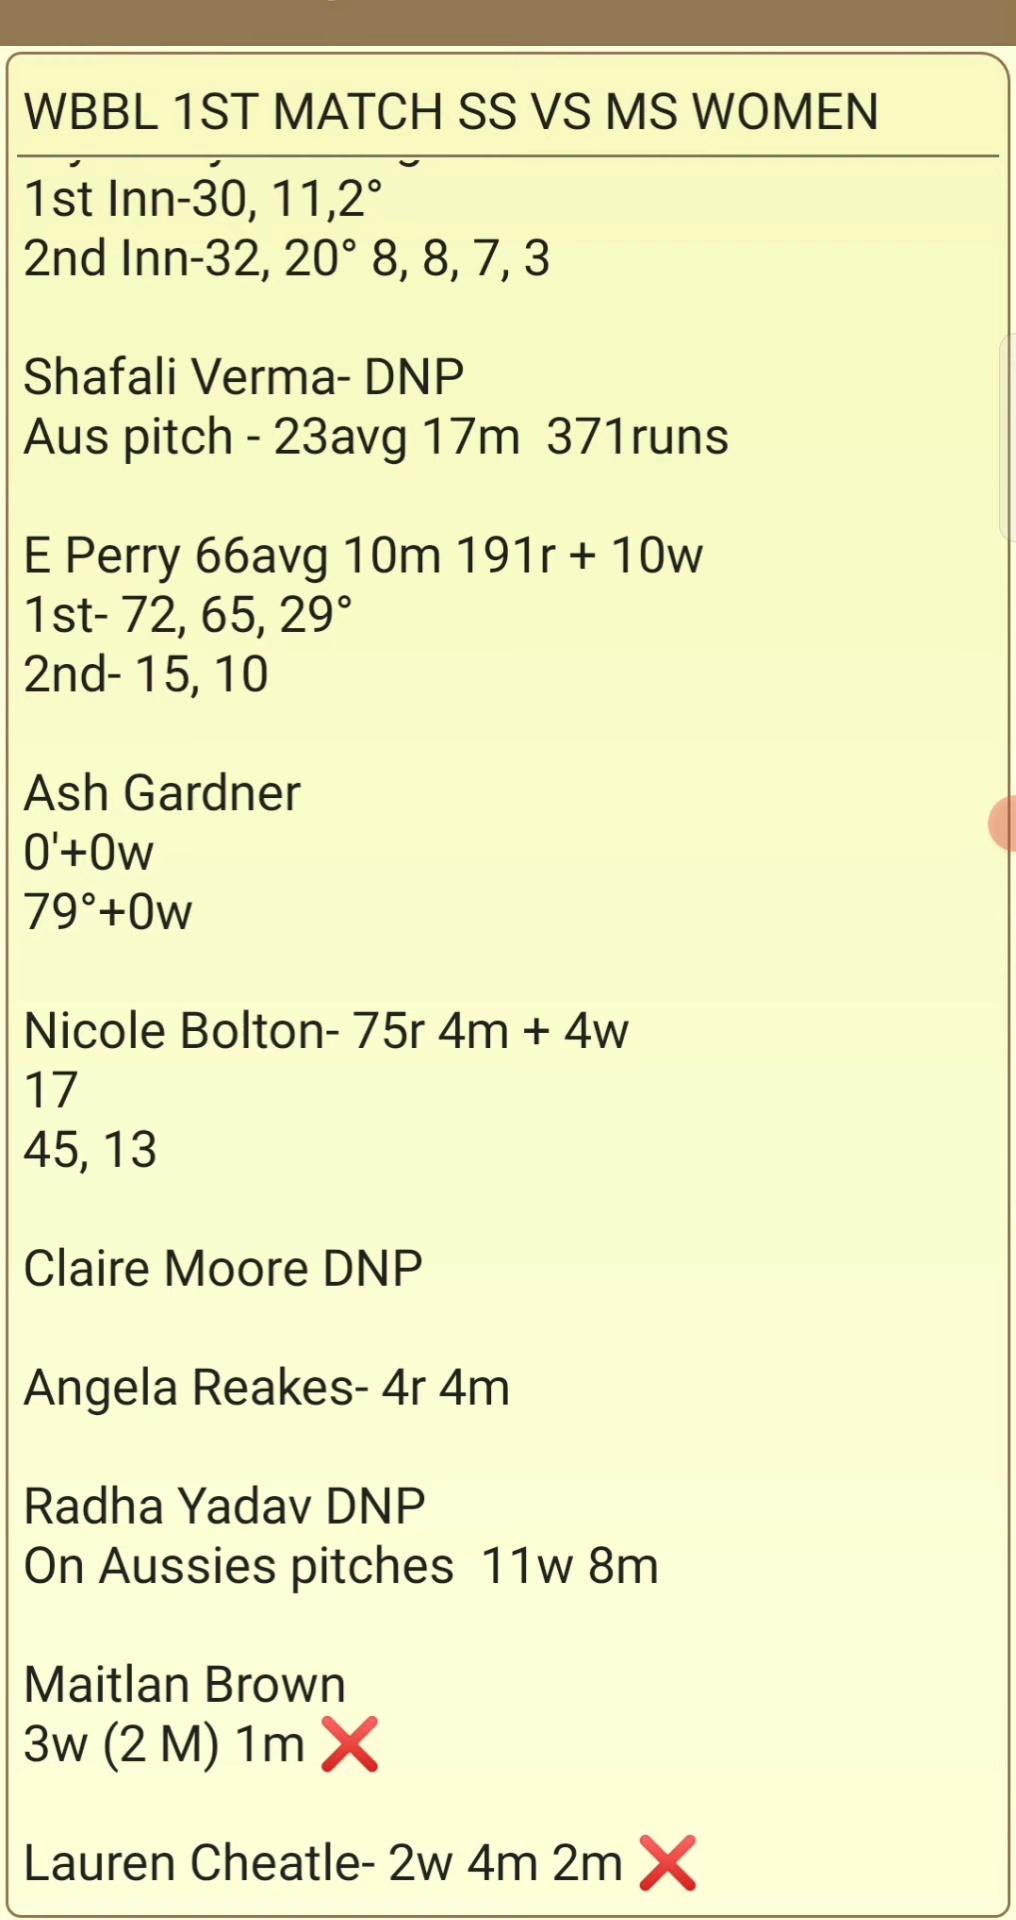 WBBL 1ST MATCH SS VS MS WOMEN
1st Inn-30, 11,2°
2nd Inn-32, 20° 8, 8, 7, 3
Shafali Verma- DNP
Aus pitch - 23avg 17m  371runs
E Perry 66avg 10m 191r + 10w
1st- 72, 65, 29°
2nd- 15, 10
Ash Gardner
0'+0w
79°+0w
Nicole Bolton- 75r 4m + 4w
17
45, 13
Claire Moore DNP
Angela Reakes- 4r 4m
Radha Yadav DNP
On Aussies pitches  11w 8m
Maitlan Brown
3w (2 M) 1m ❌
Lauren Cheatle- 2w 4m 2m ❌